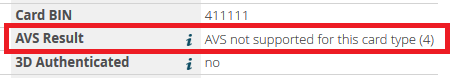 Card BIN 411111
AVS Result i AVS not supported for this card type (4)
3D Authenticated i no